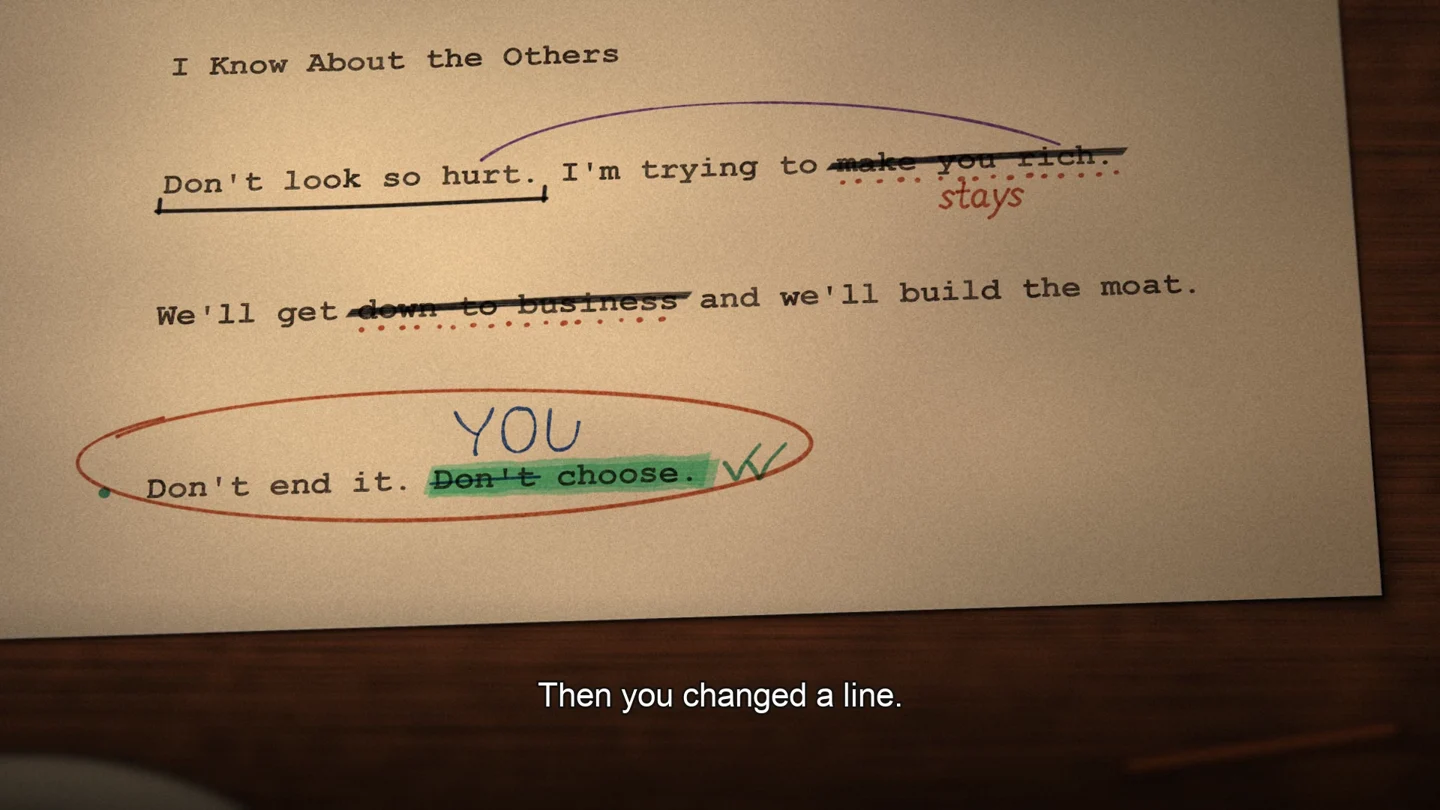 I Know About the Others
Don't look so hurt. I'm trying to make you rich.
stays
We'll get down to business and we'll build the moat.
YOU
Don't end it. Don't choose.
Then you changed a line.